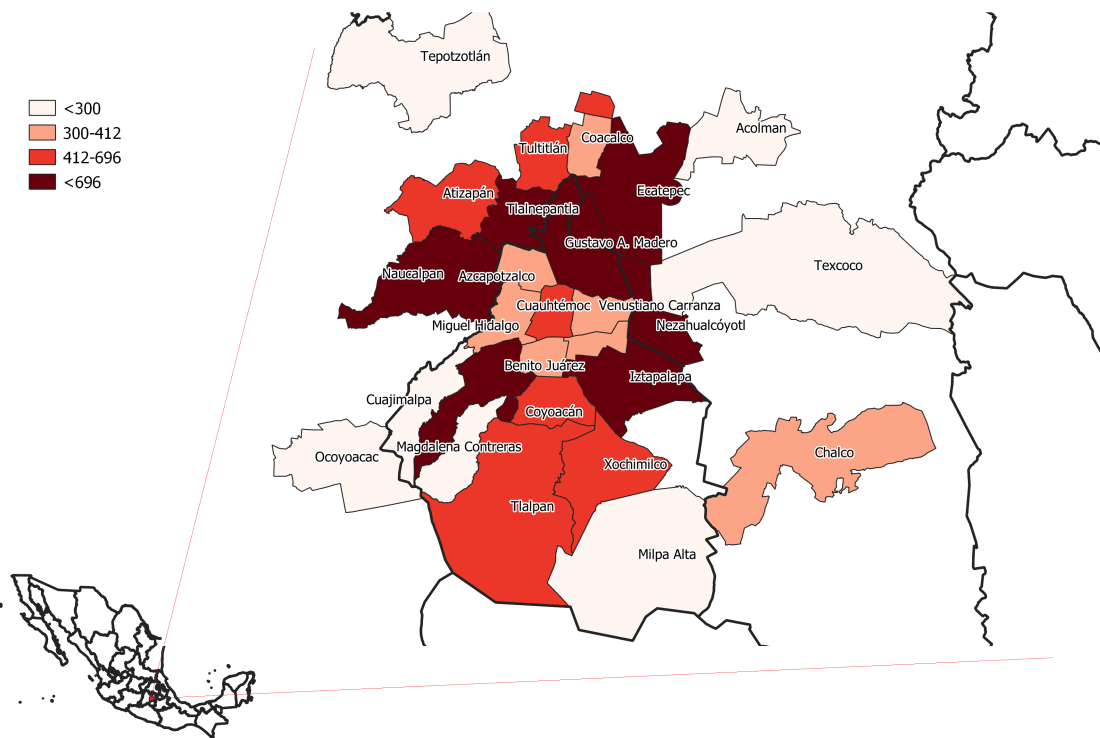 Tepotzotlán
<300
300-412
412-696
<696
Acolman
Coacalco
Tultitlán
Ecatepec
Atizapán
Tlalnepantla
Gustavo A. Madero
Texcoco
Naucalpan
Azcapotzalco
Cuauhtémoc
Venustiano Carranza
Miguel Hidalgo
Nezahualcóyotl
Benito Juárez
Iztapalapa
Cuajimalpa
Coyoacán
Magdalena Contreras
Chalco
Ocoyoacac
Xochimilco
Tlalpan
Milpa Alta